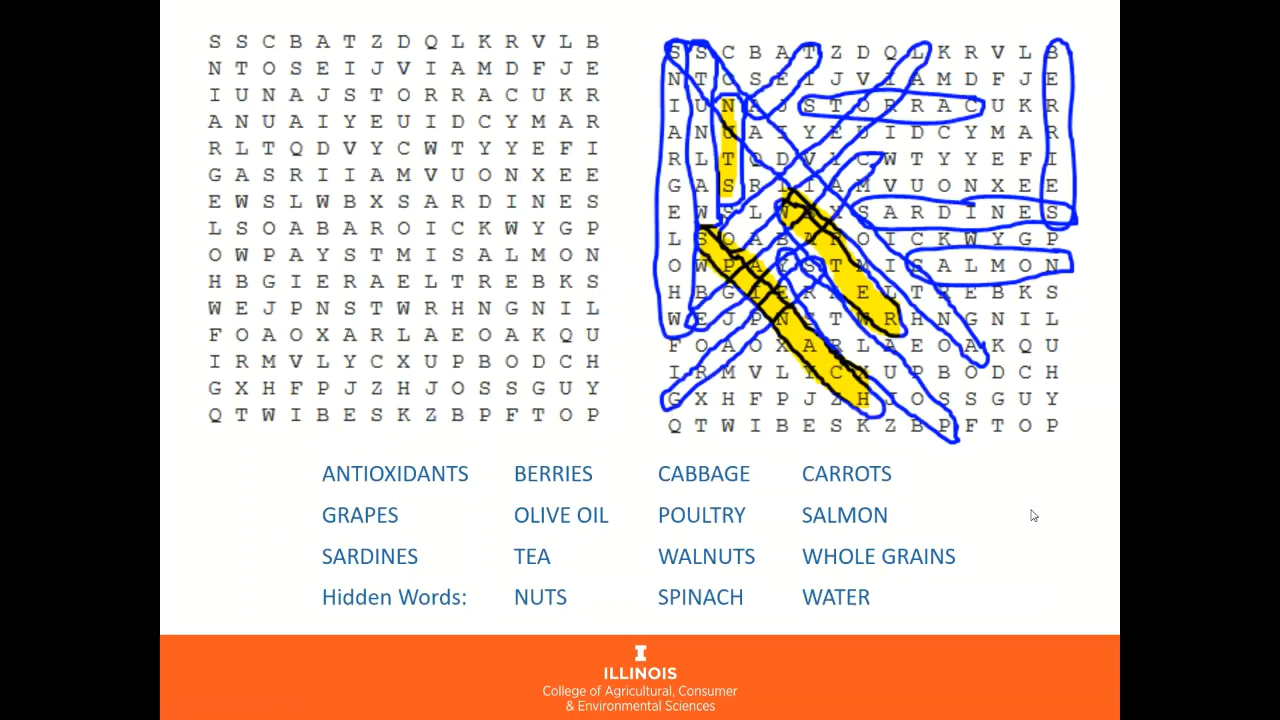 S S C B A T Z D Q L K R V L B
N T O S E I J V I A M D F J E
I U N A J S T O R R A C U K R
A N U A I Y E U I D C Y M A R
R L T Q D V Y C W T Y Y E F I
G A S R I I A M V U O N X E E
E W S L W B X S A R D I N E S
L S O A B A R O I C K W Y G P
O W P A Y S T M I S A L M O N
H B G I E R A E L T R E B K S
W E J P N S T W R H N G N I L
F O A O X A R L A E O A K Q U
I R M V L Y C X U P B O D C H
G X H F P J Z H J O S S G U Y
Q T W I B E S K Z B P F T O P
S S C B A T Z D Q L K R V L B
N T O S E I J V I A M D F J E
I U N A J S T O R R A C U K R
A N U A I Y E U I D C Y M A R
R L T Q D V Y C W T Y Y E F I
G A S R I I A M V U O N X E E
E W S L W B X S A R D I N E S
L S O A B A R O I C K W Y G P
O W P A Y S T M I S A L M O N
H B G I E R A E L T R E B K S
W E J P N S T W R H N G N I L
F O A O X A R L A E O A K Q U
I R M V L Y C X U P B O D C H
G X H F P J Z H J O S S G U Y
Q T W I B E S K Z B P F T O P
ANTIOXIDANTS BERRIES CABBAGE CARROTS
GRAPES OLIVE OIL POULTRY SALMON
SARDINES TEA WALNUTS WHOLE GRAINS
Hidden Words: NUTS SPINACH WATER
I
ILLINOIS
College of Agricultural, Consumer
& Environmental Sciences